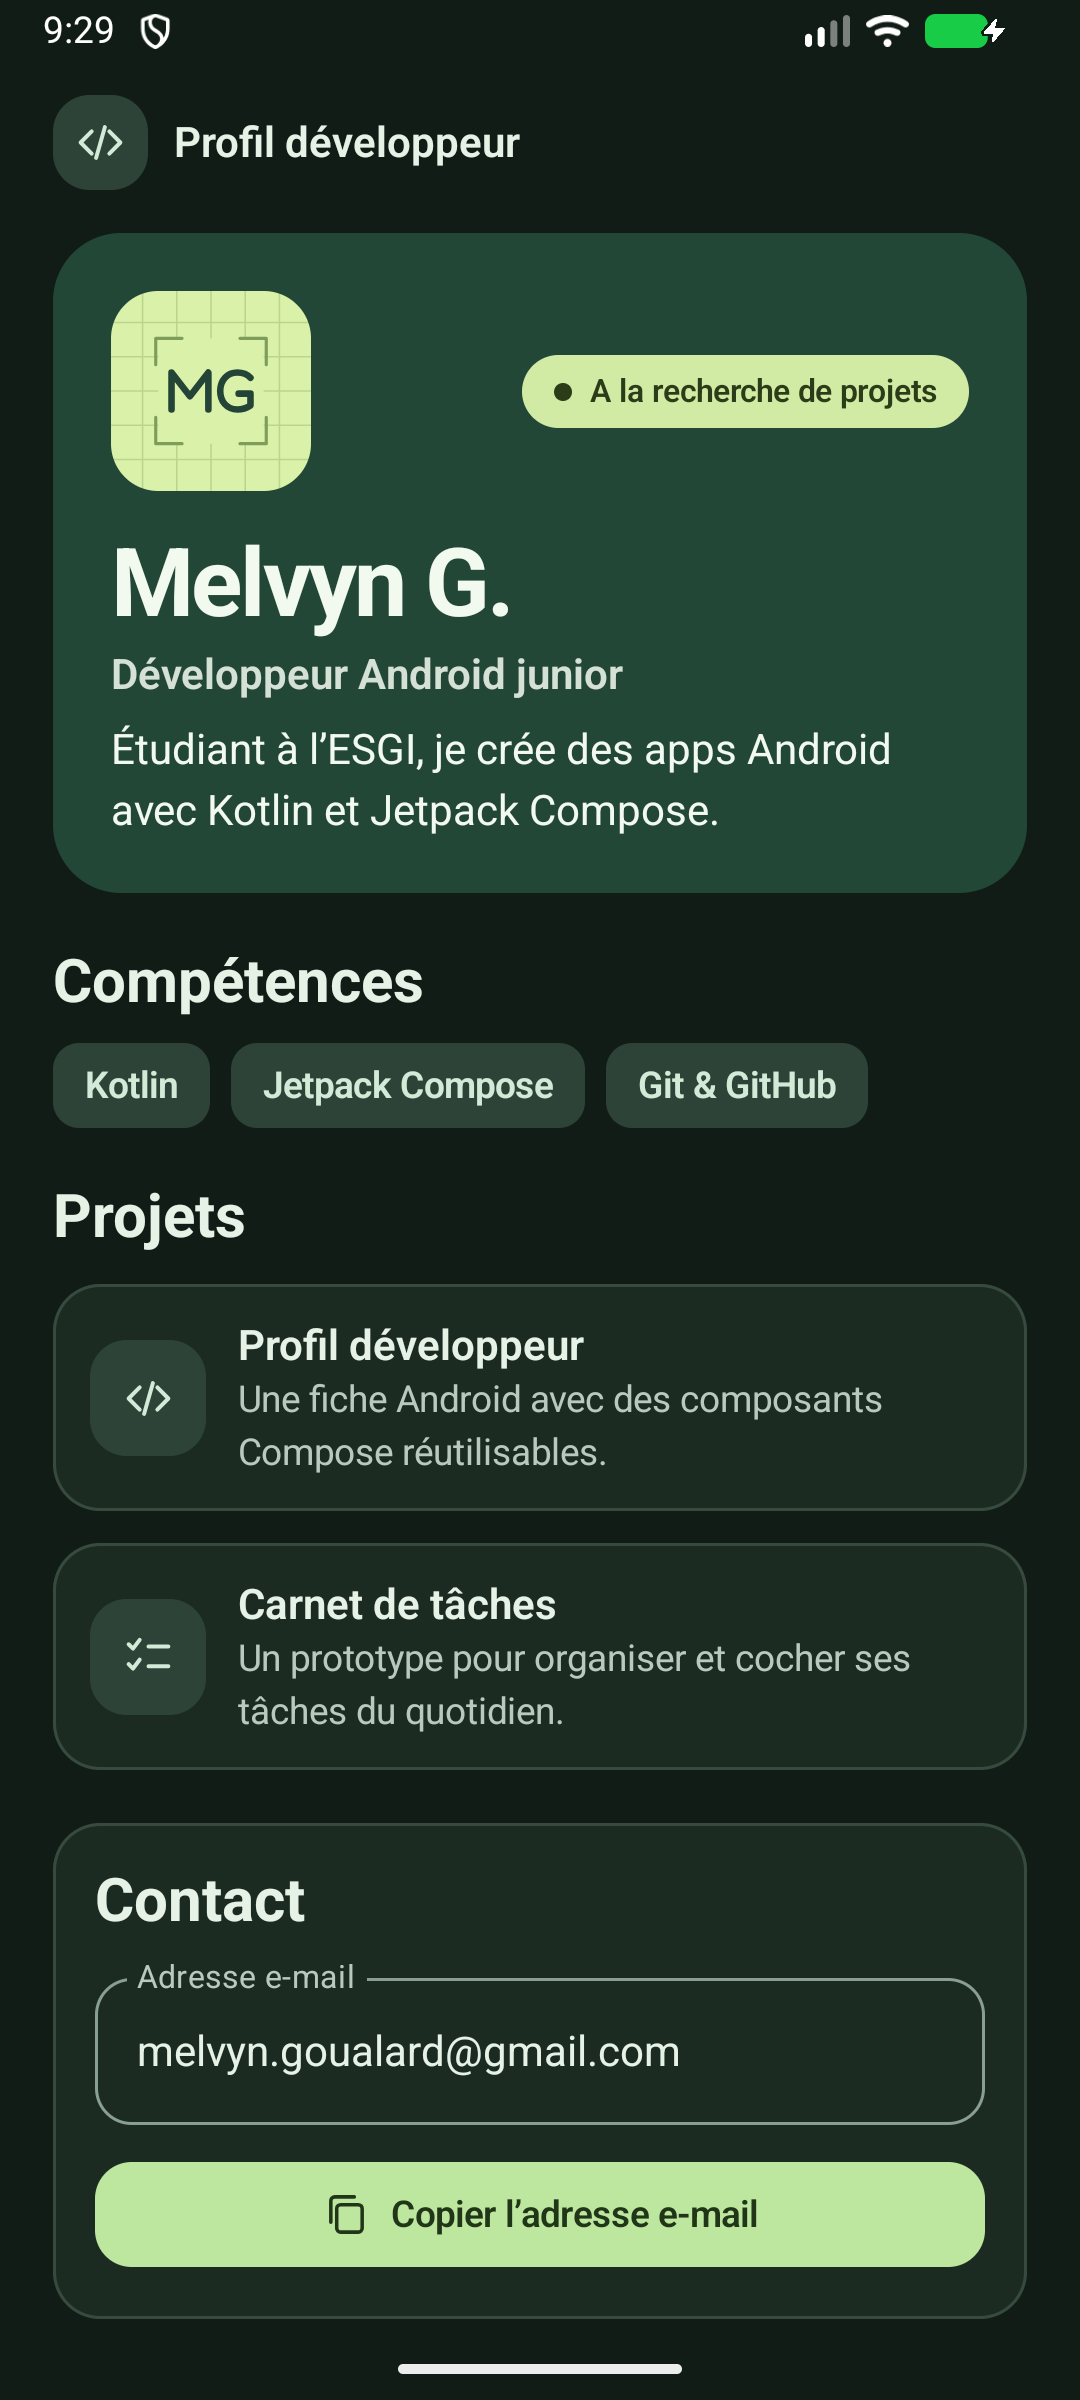 9:29
Profil développeur
MG
A la recherche de projets
Melvyn G.
Développeur Android junior
Étudiant à l’ESGI, je crée des apps Android
avec Kotlin et Jetpack Compose.
Compétences
Kotlin
Jetpack Compose
Git & GitHub
Projets
Profil développeur
Une fiche Android avec des composants
Compose réutilisables.
Carnet de tâches
Un prototype pour organiser et cocher ses
tâches du quotidien.
Contact
Adresse e-mail
melvyn.goualard@gmail.com
Copier l’adresse e-mail